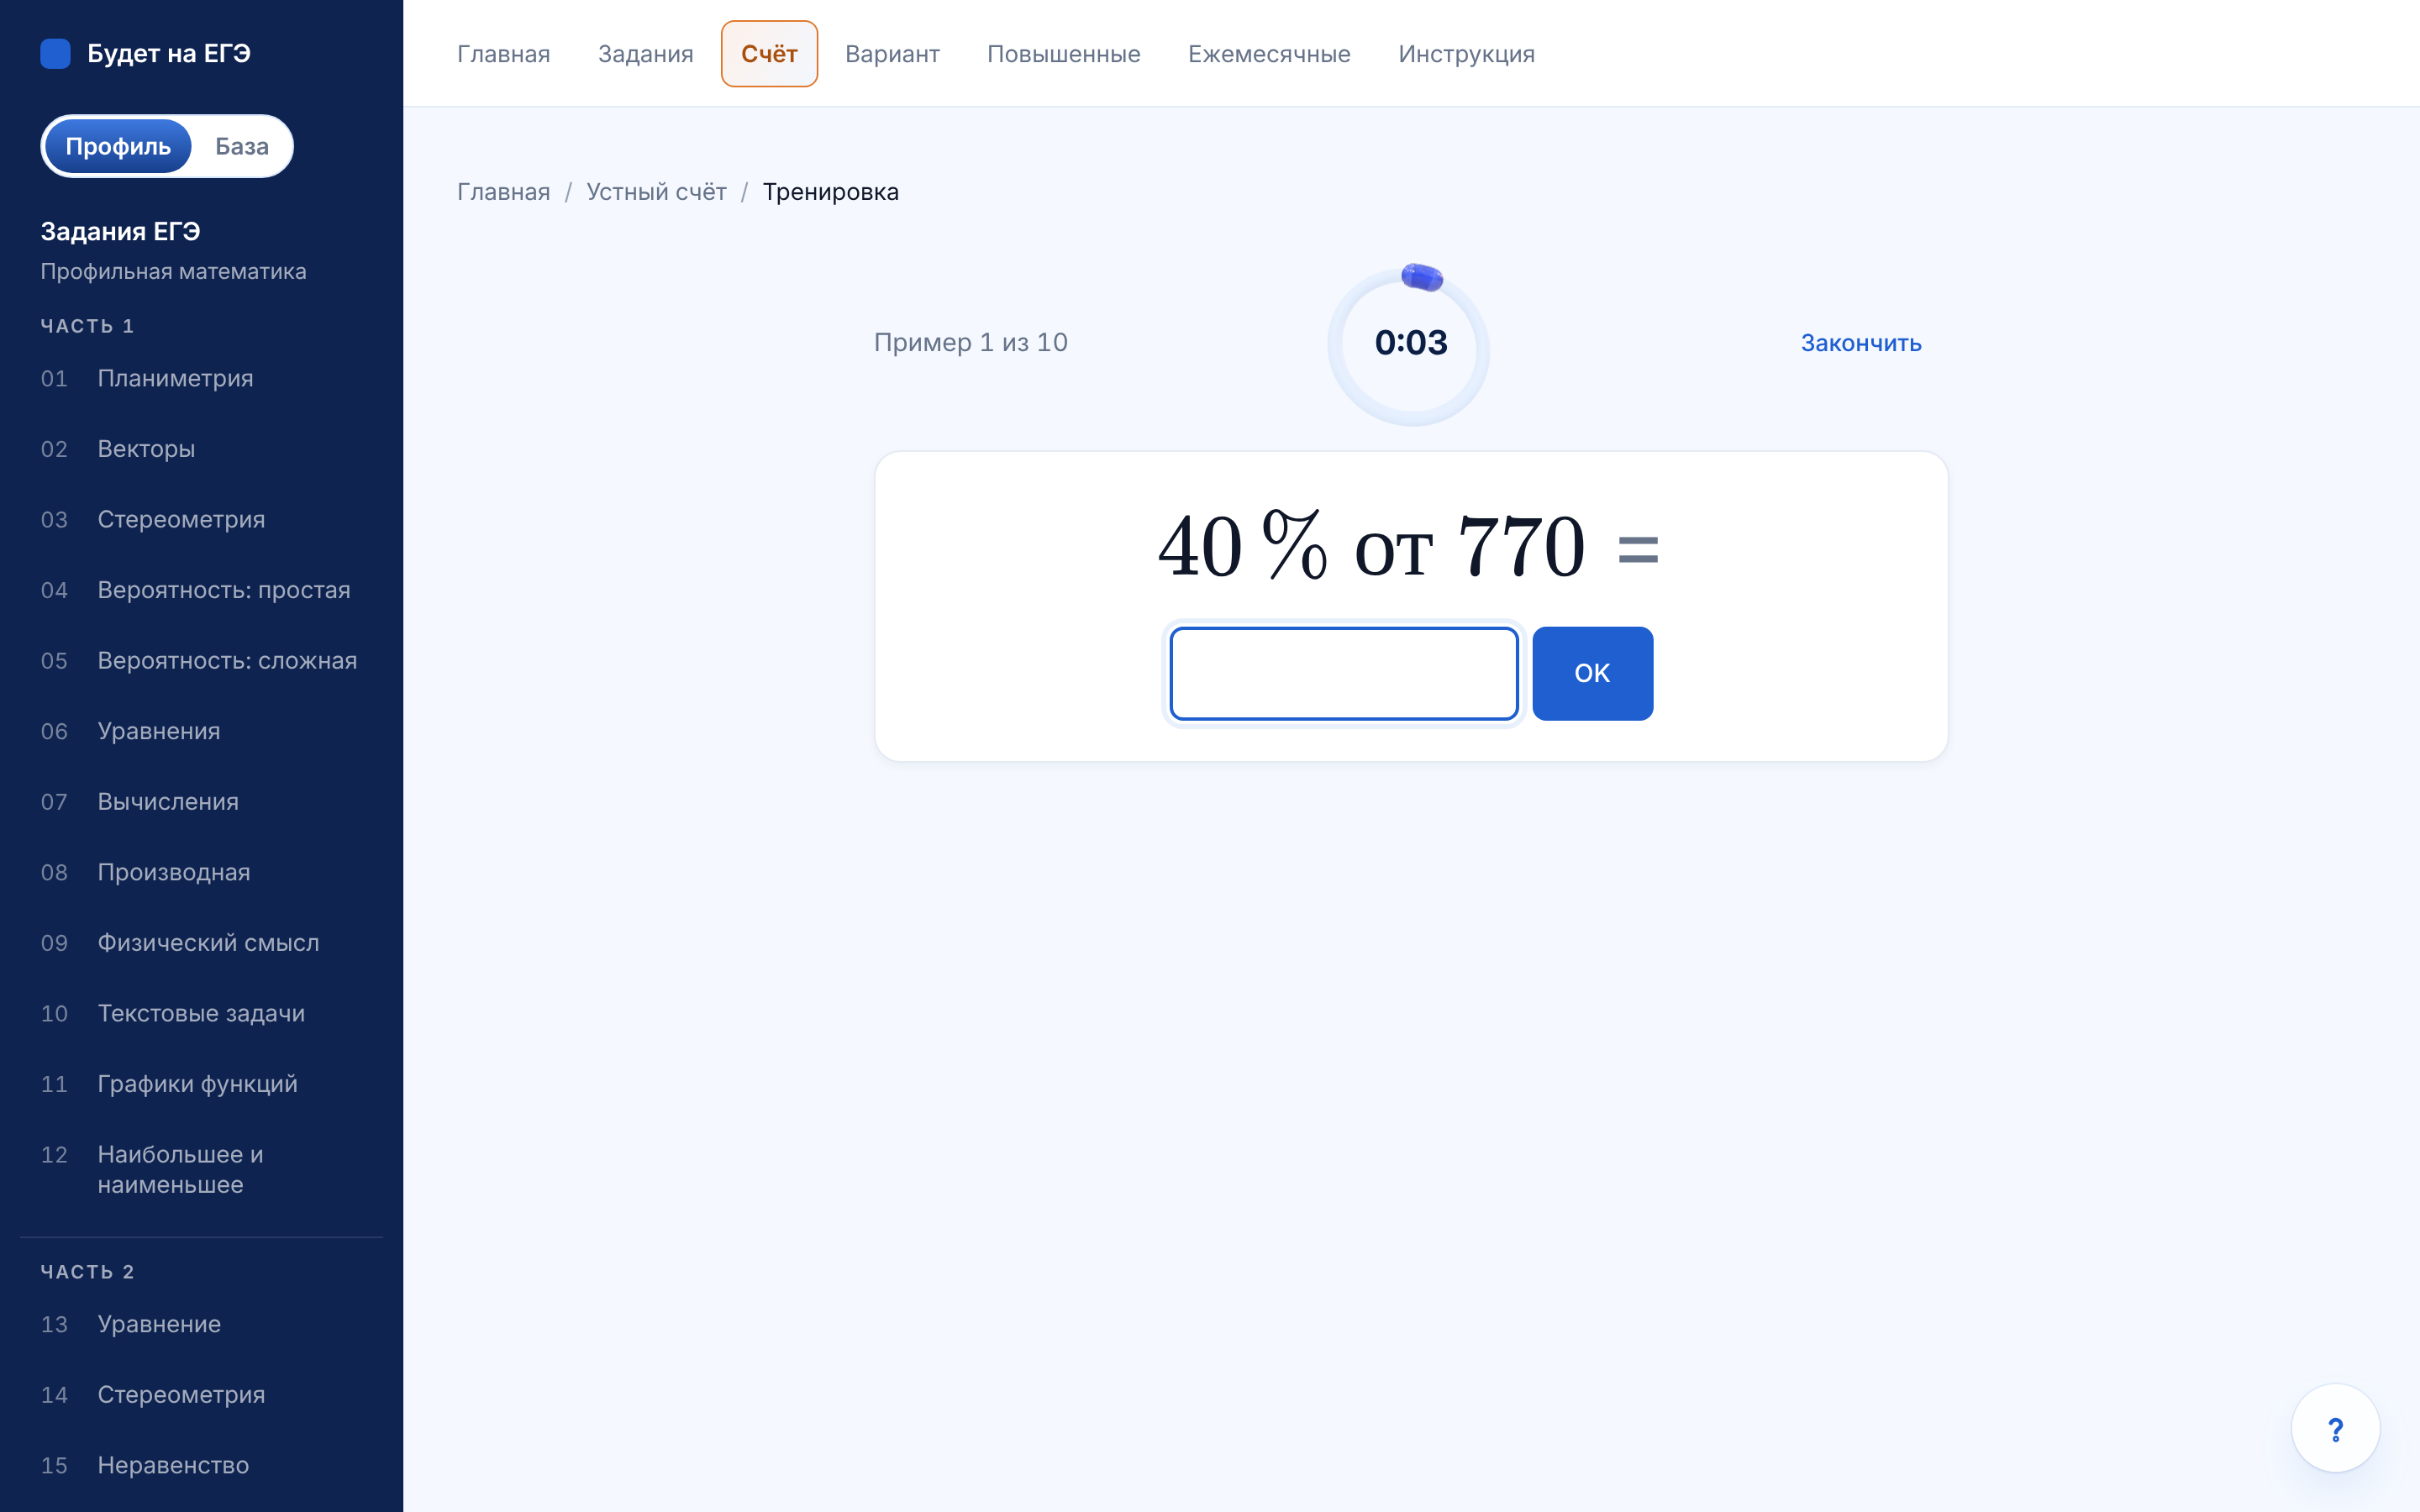 Будет на ЕГЭ
Профиль База
Задания ЕГЭ
Профильная математика
ЧАСТЬ 1
01 Планиметрия
02 Векторы
03 Стереометрия
04 Вероятность: простая
05 Вероятность: сложная
06 Уравнения
07 Вычисления
08 Производная
09 Физический смысл
10 Текстовые задачи
11 Графики функций
12 Наибольшее и
наименьшее
ЧАСТЬ 2
13 Уравнение
14 Стереометрия
15 Неравенство
Главная Задания Счёт Вариант Повышенные Ежемесячные Инструкция
Главная / Устный счёт / Тренировка
Пример 1 из 10 0:03 Закончить
40 % от 770 =
OK
?